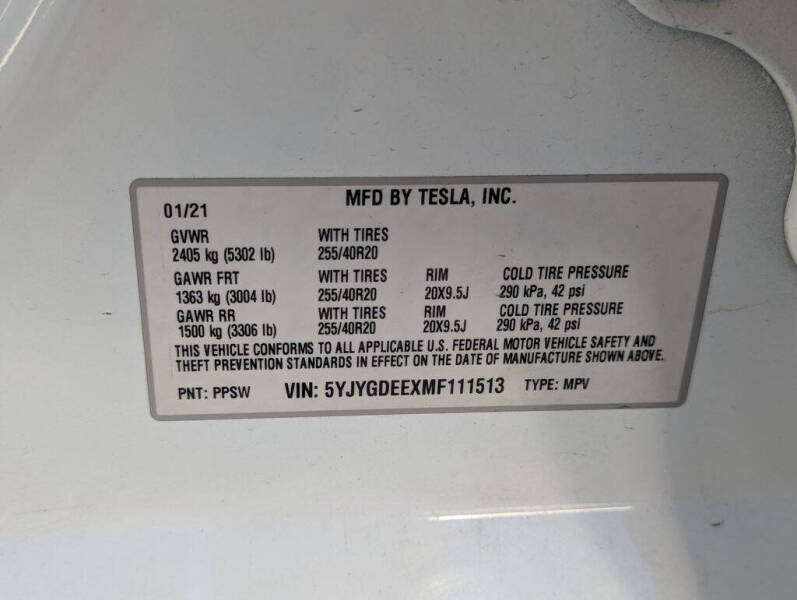 MFD BY TESLA, INC.
01/21
GVWR WITH TIRES
2405 kg (5302 lb) 255/40R20
GAWR FRT WITH TIRES RIM COLD TIRE PRESSURE
1363 kg (3004 lb) 255/40R20 20X9.5J 290 kPa, 42 psi
GAWR RR WITH TIRES RIM COLD TIRE PRESSURE
1500 kg (3306 lb) 255/40R20 20X9.5J 290 kPa, 42 psi
THIS VEHICLE CONFORMS TO ALL APPLICABLE U.S. FEDERAL MOTOR VEHICLE SAFETY AND
THEFT PREVENTION STANDARDS IN EFFECT ON THE DATE OF MANUFACTURE SHOWN ABOVE.
PNT: PPSW VIN: 5YJYGDEEXMF111513 TYPE: MPV